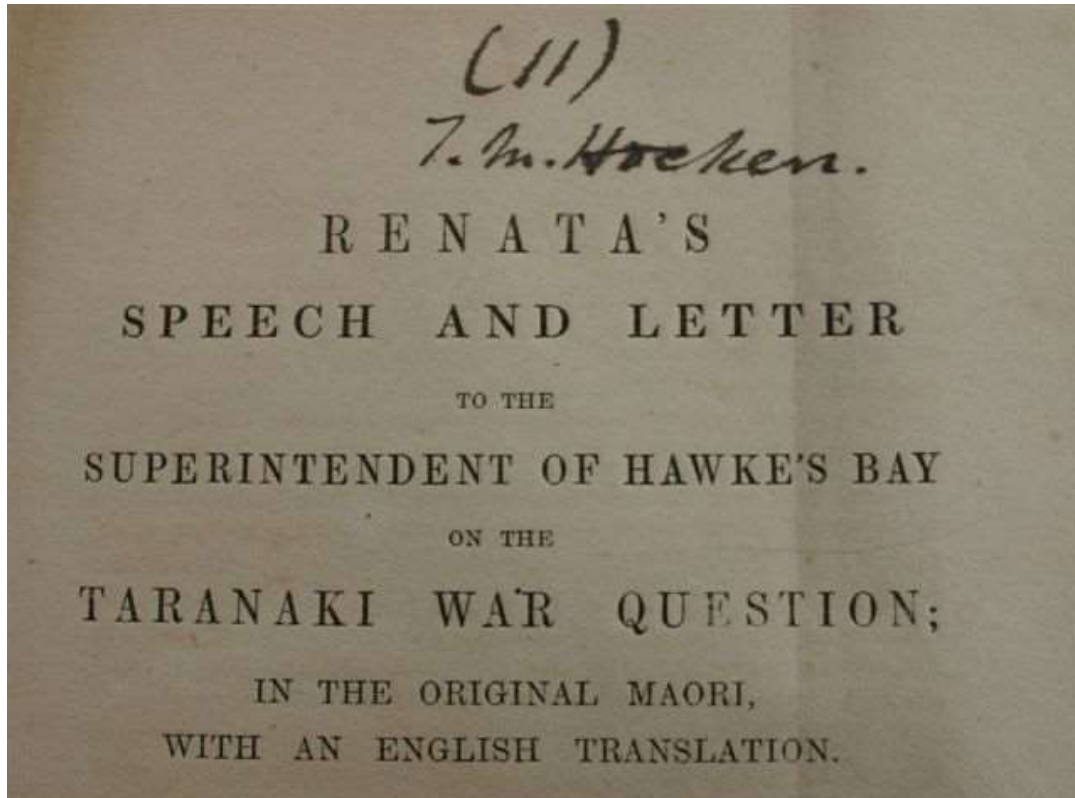 (11)
T. M. Hocken.
RENATA'S
SPEECH AND LETTER
TO THE
SUPERINTENDENT OF HAWKE'S BAY
ON THE
TARANAKI WAR QUESTION;
IN THE ORIGINAL MAORI,
WITH AN ENGLISH TRANSLATION.